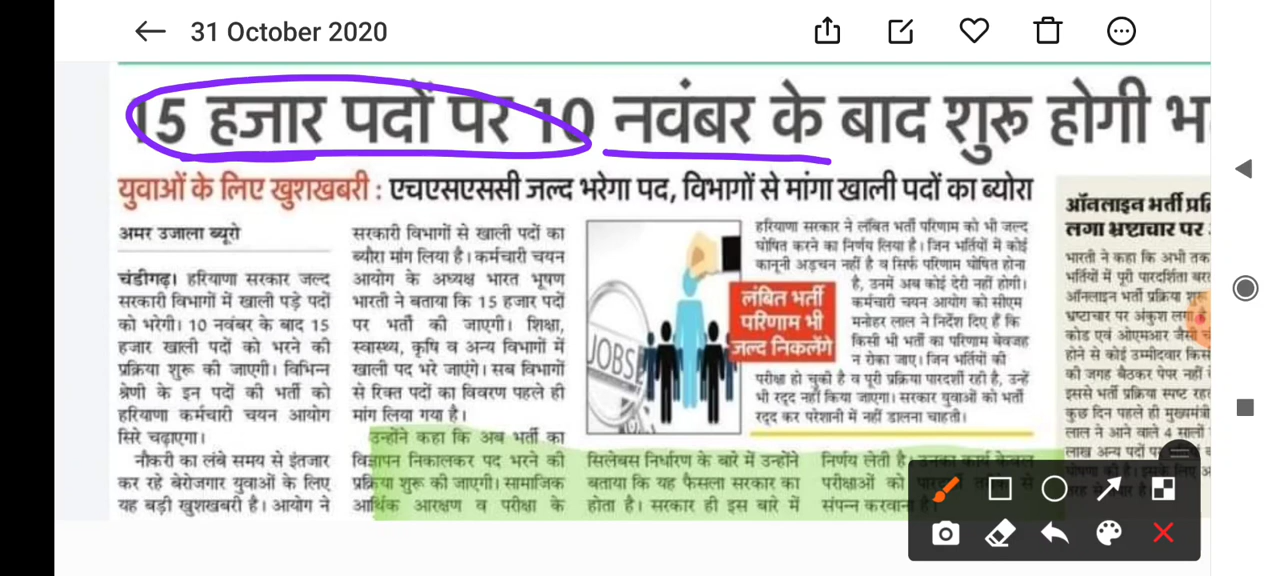 31 October 2020
15 हजार पदों पर 10 नवंबर के बाद शुरू होगी
युवाओं के लिए खुशखबरी : एचएसएससी जल्द भरेगा पद, विभागों से मांगा खाली पदों का ब्योरा
अमर उजाला ब्यूरो
चंडीगढ़। हरियाणा सरकार जल्द
सरकारी विभागों में खाली पड़े पदों
को भरेगी। 10 नवंबर के बाद 15
हजार खाली पदों को भरने की
प्रक्रिया शुरू की जाएगी। विभिन्न
श्रेणी के इन पदों की भर्ती को
हरियाणा कर्मचारी चयन आयोग
सिरे चढ़ाएगा।
नौकरी का लंबे समय से इंतजार
कर रहे बेरोजगार युवाओं के लिए
यह बड़ी खुशखबरी है। आयोग ने
सरकारी विभागों से खाली पदों का
ब्यौरा मांग लिया है। कर्मचारी चयन
आयोग के अध्यक्ष भारत भूषण
भारती ने बताया कि 15 हजार पदों
पर भर्ती की जाएगी। शिक्षा,
स्वास्थ्य, कृषि व अन्य विभागों में
खाली पद भरे जाएंगे। सब विभागों
से रिक्त पदों का विवरण पहले ही
मांग लिया गया है।
उन्होंने कहा कि अब भर्ती का
विज्ञापन निकालकर पद भरने की
प्रक्रिया शुरू की जाएगी। सामाजिक
आर्थिक आरक्षण व परीक्षा के
JOBS
लंबित भर्ती
परिणाम भी
जल्द निकलेंगे
सिलेबस निर्धारण के बारे में उन्होंने
बताया कि यह फैसला सरकार का
होता है। सरकार ही इस बारे में
हरियाणा सरकार ने लंबित भर्ती परिणाम को भी जल्द
घोषित करने का निर्णय लिया है। जिन भर्तियों में कोई
कानूनी अड़चन नहीं है व सिर्फ परिणाम घोषित होना
है, उनमें अब कोई देरी नहीं होगी।
कर्मचारी चयन आयोग को सीएम
मनोहर लाल ने निर्देश दिए हैं कि
किसी भी भर्ती का परिणाम बेवजह
न रोका जाए। जिन भर्तियों की
परीक्षा हो चुकी है व पूरी प्रक्रिया पारदर्शी रही है, उन्हें
भी रद्द नहीं किया जाएगा। सरकार युवाओं को भर्ती
रद्द कर परेशानी में नहीं डालना चाहती।
निर्णय लेती है। उनका कार्य केवल
परीक्षाओं को
संपन्न करवाना है।
ऑनलाइन भर्ती
लगा भ्रष्टाचार पर
भारती ने कहा कि अभी तक
भर्तियों में पूरी पारदर्शिता
ऑनलाइन भर्ती प्रक्रिया
भ्रष्टाचार पर अंकुश लगा
कोड एवं ओएमआर जैसी
होने से कोई उम्मीदवार
की जगह बैठकर पेपर नहीं
इससे भर्ती प्रक्रिया स्पष्ट
कुछ दिन पहले ही मुख्यमंत्री
लाल ने आने वाले 4 सालों
लाख अन्य पदों